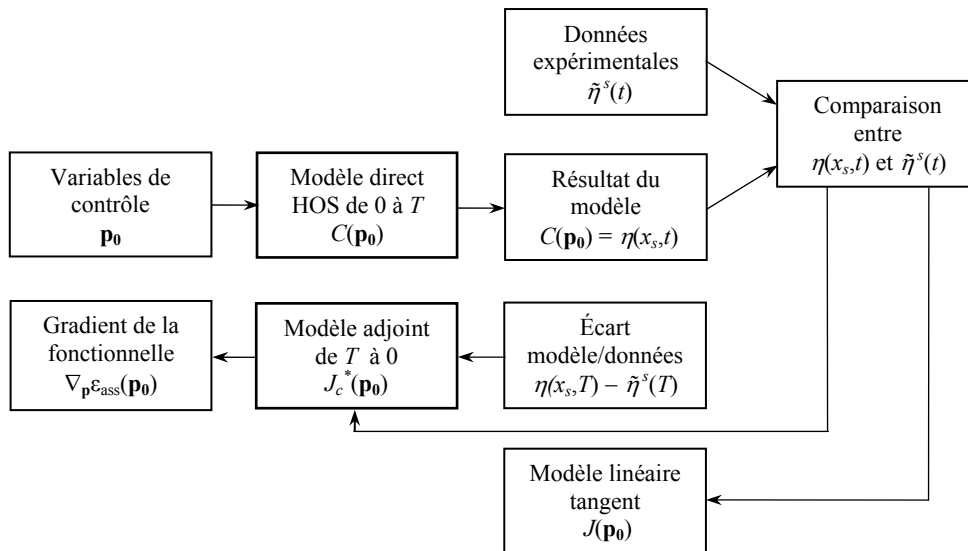 Données
expérimentales
η̃ˢ(t)
Comparaison
entre
η(xₛ,t) et η̃ˢ(t)
Variables de
contrôle
p₀
Modèle direct
HOS de 0 à T
C(p₀)
Résultat du
modèle
C(p₀) = η(xₛ,t)
Gradient de la
fonctionnelle
∇ₚεₐₛₛ(p₀)
Modèle adjoint
de T à 0
J_c*(p₀)
Écart
modèle/données
η(xₛ,T) − η̃ˢ(T)
Modèle linéaire
tangent
J(p₀)